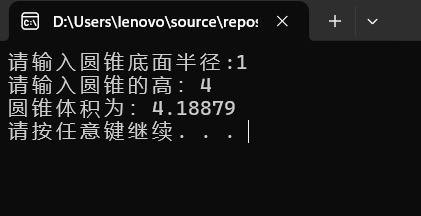 D:\Users\lenovo\source\repos
请输入圆锥底面半径:1
请输入圆锥的高: 4
圆锥体积为: 4.18879
请按任意键继续. . .